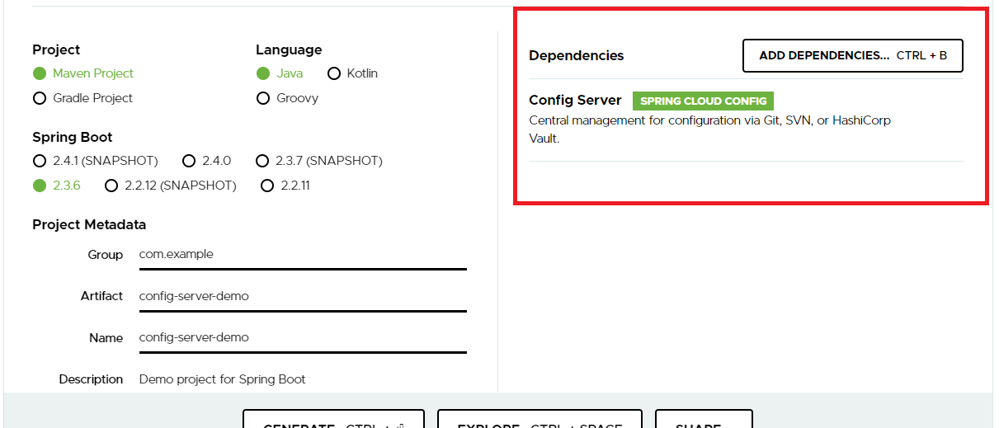 Project
Language
Maven Project
Java
Kotlin
Gradle Project
Groovy
Spring Boot
2.4.1 (SNAPSHOT)
2.4.0
2.3.7 (SNAPSHOT)
2.3.6
2.2.12 (SNAPSHOT)
2.2.11
Project Metadata
Group com.example
Artifact config-server-demo
Name config-server-demo
Description Demo project for Spring Boot
Dependencies
ADD DEPENDENCIES... CTRL + B
Config Server SPRING CLOUD CONFIG
Central management for configuration via Git, SVN, or HashiCorp
Vault.
GENERATE CTRL +
EXPLORE CTRL + SPACE
SHARE